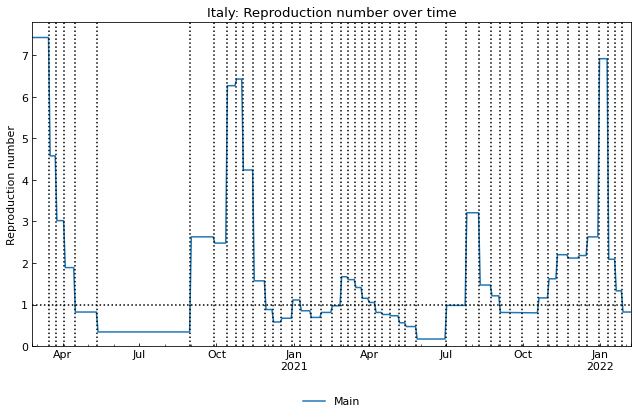 Italy: Reproduction number over time
Reproduction number
7
6
5
4
3
2
1
0
Apr Jul Oct Jan Apr Jul Oct Jan
2021 2022
Main